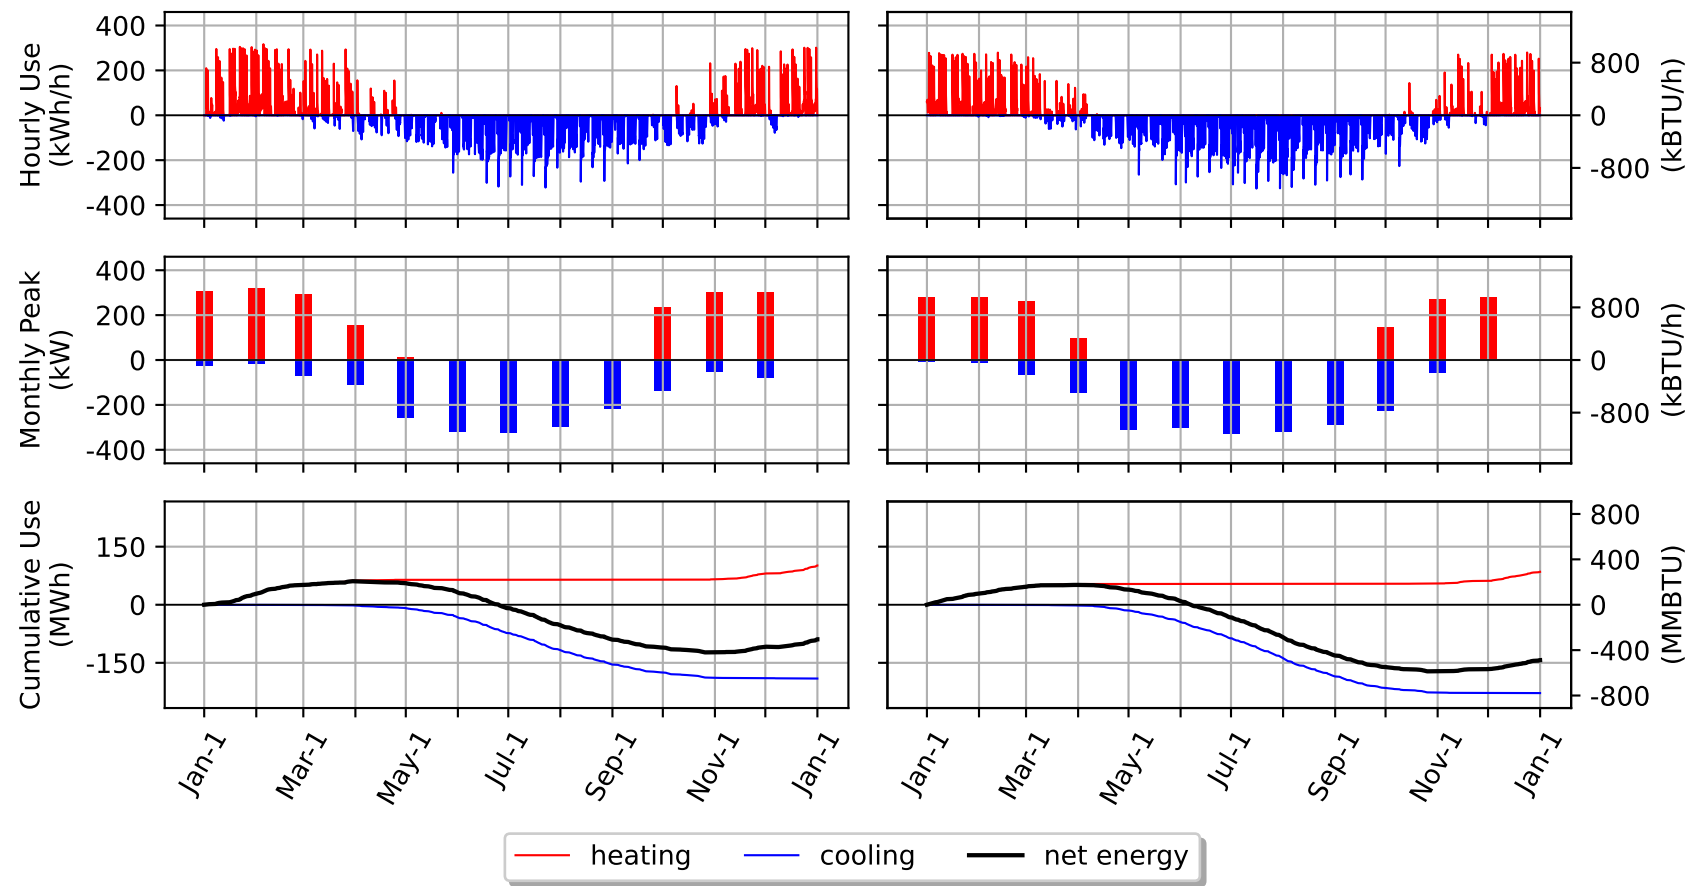 Hourly Use
(kWh/h)
400
200
0
-200
-400
800
0
-800
(kBTU/h)
Monthly Peak
(kW)
400
200
0
-200
-400
800
0
-800
(kBTU/h)
Cumulative Use
(MWh)
150
0
-150
800
400
0
-400
-800
(MMBTU)
Jan-1 Mar-1 May-1 Jul-1 Sep-1 Nov-1 Jan-1
Jan-1 Mar-1 May-1 Jul-1 Sep-1 Nov-1 Jan-1
heating cooling net energy